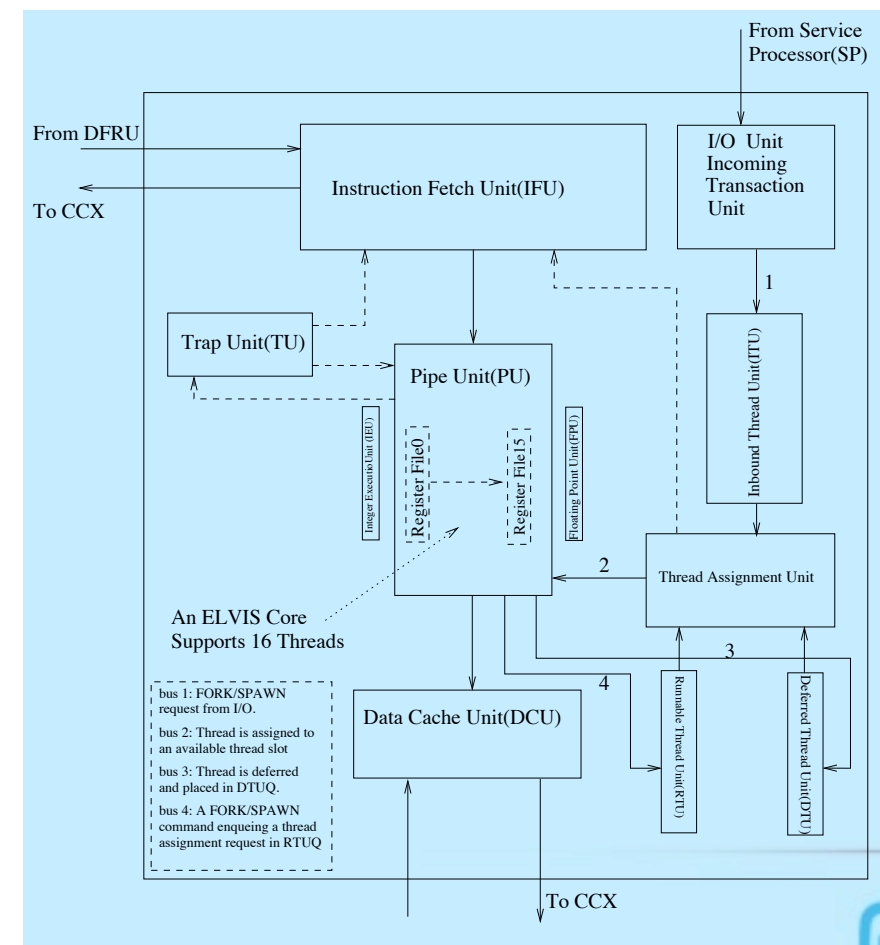 From Service
Processor(SP)
From DFRU
To CCX
Instruction Fetch Unit(IFU)
I/O Unit
Incoming
Transaction
Unit
1
Trap Unit(TU)
Pipe Unit(PU)
Inbound Thread Unit(ITU)
Integer ExecutioUnit (IEU)
Register File0
Register File15
Floating Point Unit(FPU)
2
Thread Assignment Unit
An ELVIS Core
Supports 16 Threads
3
4
Runnable Thread Unit(RTU)
Deferred Thread Unit(DTU)
bus 1: FORK/SPAWN
request from I/O.
bus 2: Thread is assigned to
an available thread slot
bus 3: Thread is deferred
and placed in DTUQ.
bus 4: A FORK/SPAWN
command enqueing a thread
assignment request in RTUQ
Data Cache Unit(DCU)
To CCX